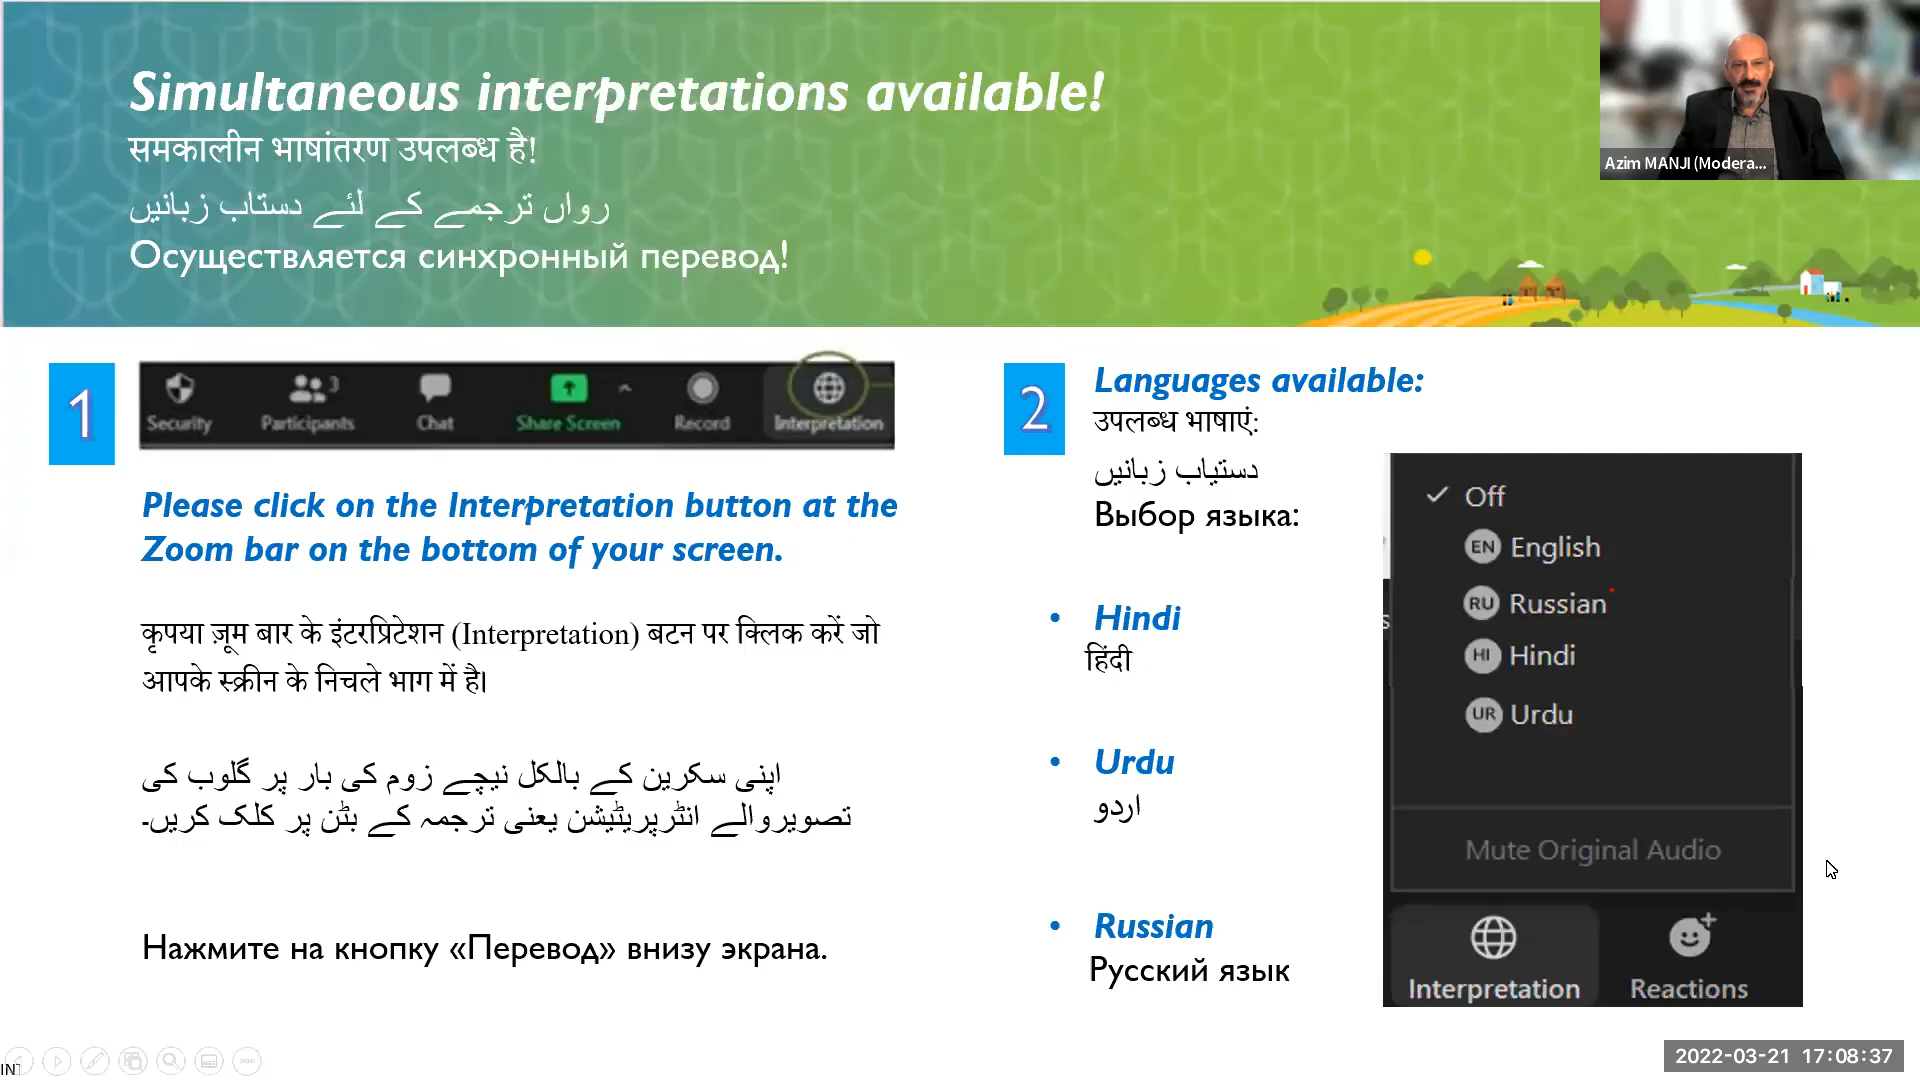 Simultaneous interpretations available!
समकालीन भाषांतरण उपलब्ध है!
رواں ترجمے کے لئے دستاب زبانیں
Осуществляется синхронный перевод!
Azim MANJI (Modera...
1
3
Security
Participants
Chat
Share Screen
Record
Interpretation
Please click on the Interpretation button at the
Zoom bar on the bottom of your screen.
कृपया ज़ूम बार के इंटरप्रिटेशन (Interpretation) बटन पर क्लिक करें जो
आपके स्क्रीन के निचले भाग में है।
اپنی سکرین کے بالکل نیچے زوم کی بار پر گلوب کی
تصویروالے انٹرپریٹیشن یعنی ترجمہ کے بٹن پر کلک کریں۔
Нажмите на кнопку «Перевод» внизу экрана.
2
Languages available:
उपलब्ध भाषाएं:
دستیاب زبانیں
Выбор языка:
• Hindi
हिंदी
• Urdu
اردو
• Russian
Русский язык
Off
EN English
RU Russian
HI Hindi
UR Urdu
Mute Original Audio
Interpretation
Reactions
2022-03-21 17:08:37